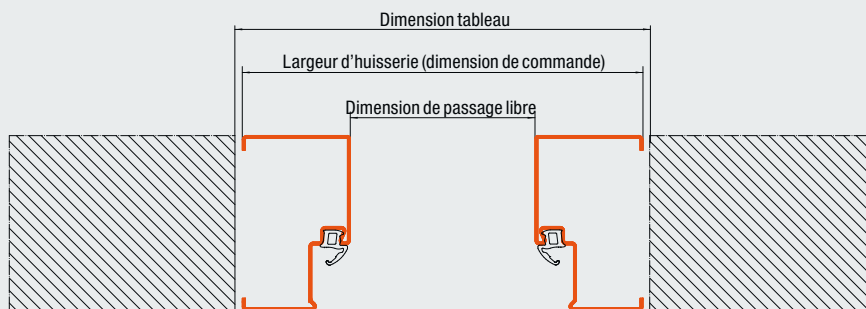 Dimension tableau
Largeur d'huisserie (dimension de commande)
Dimension de passage libre